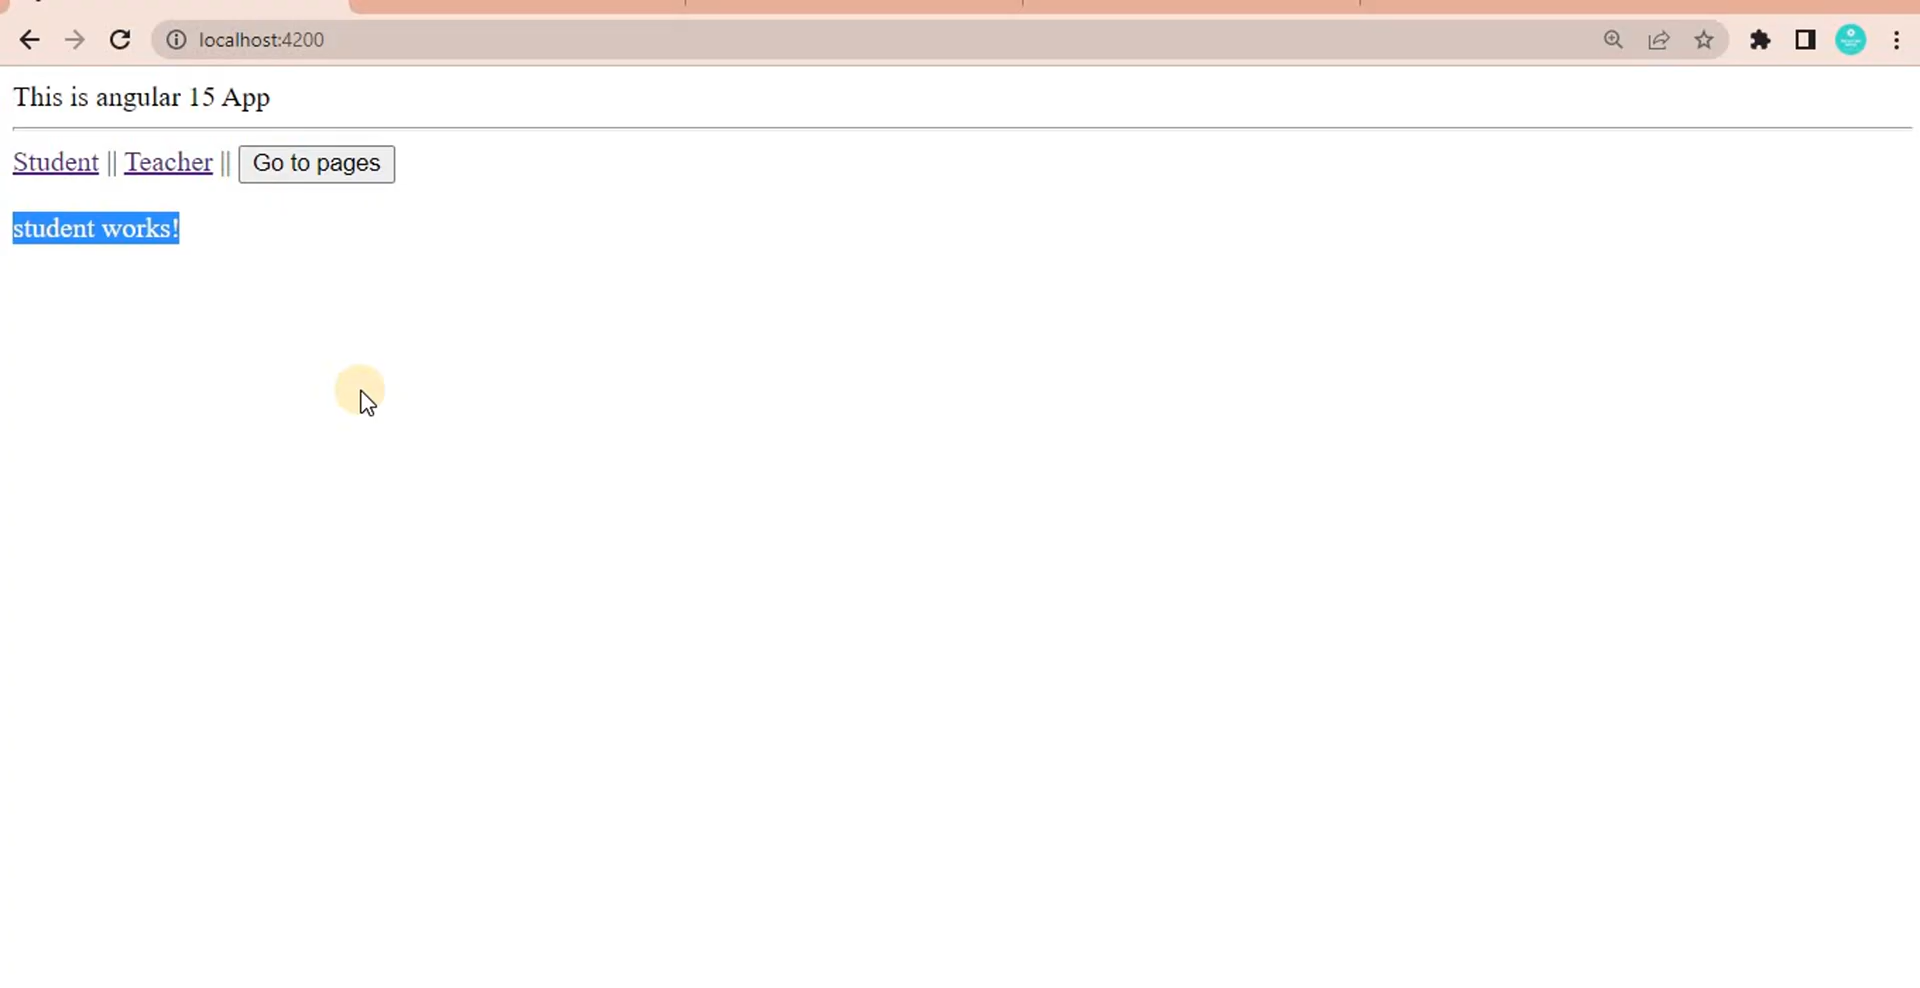 localhost:4200
This is angular 15 App
Student || Teacher || Go to pages
student works!